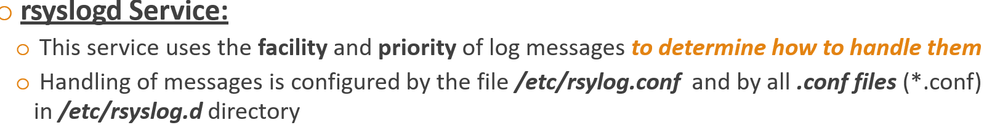 rsyslogd Service:
This service uses the facility and priority of log messages to determine how to handle them
Handling of messages is configured by the file /etc/rsylog.conf and by all .conf files (*.conf)
in /etc/rsyslog.d directory